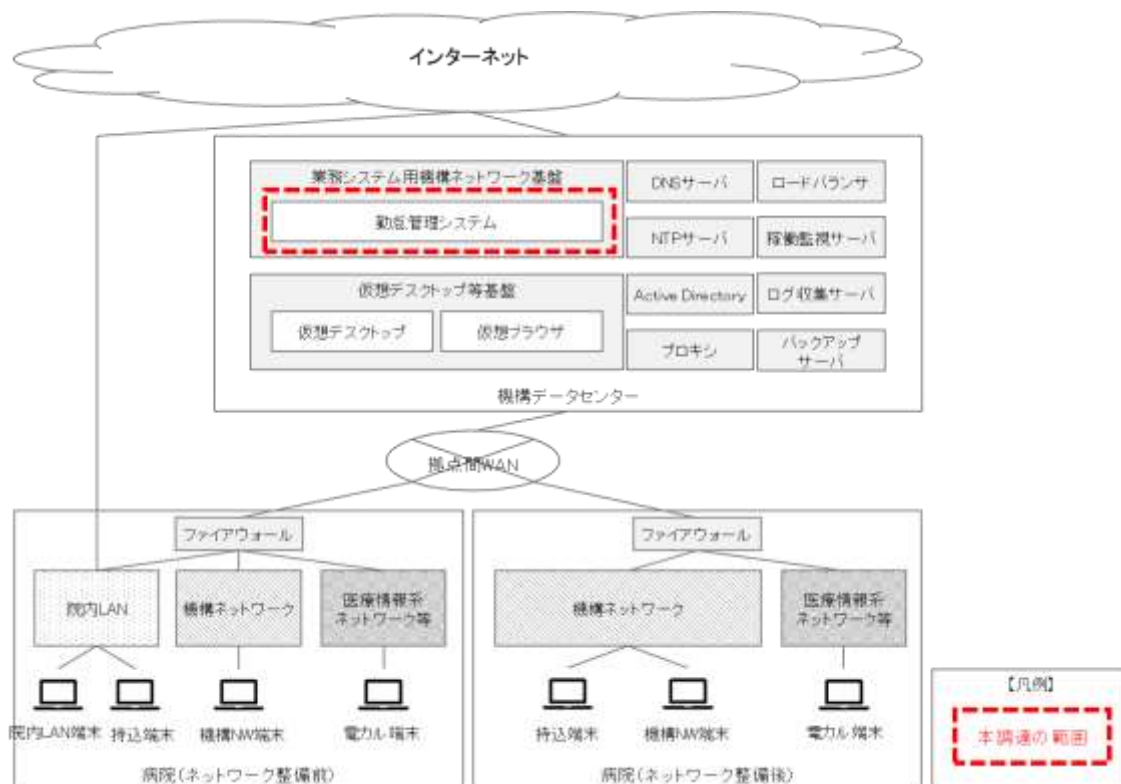 インターネット
業務システム用機構ネットワーク基盤
勤怠管理システム
DNSサーバ
ロードバランサ
NTPサーバ
稼働監視サーバ
仮想デスクトップ等基盤
仮想デスクトップ
仮想ブラウザ
Active Directory
ログ収集サーバ
プロキシ
バックアップ
サーバ
機構データセンター
拠点間WAN
ファイアウォール
院内LAN
機構ネットワーク
医療情報系
ネットワーク等
院内LAN端末
持込端末
機構NW端末
電カル端末
病院(ネットワーク整備前)
ファイアウォール
機構ネットワーク
医療情報系
ネットワーク等
持込端末
機構NW端末
電カル端末
病院(ネットワーク整備後)
【凡例】
本調達の範囲